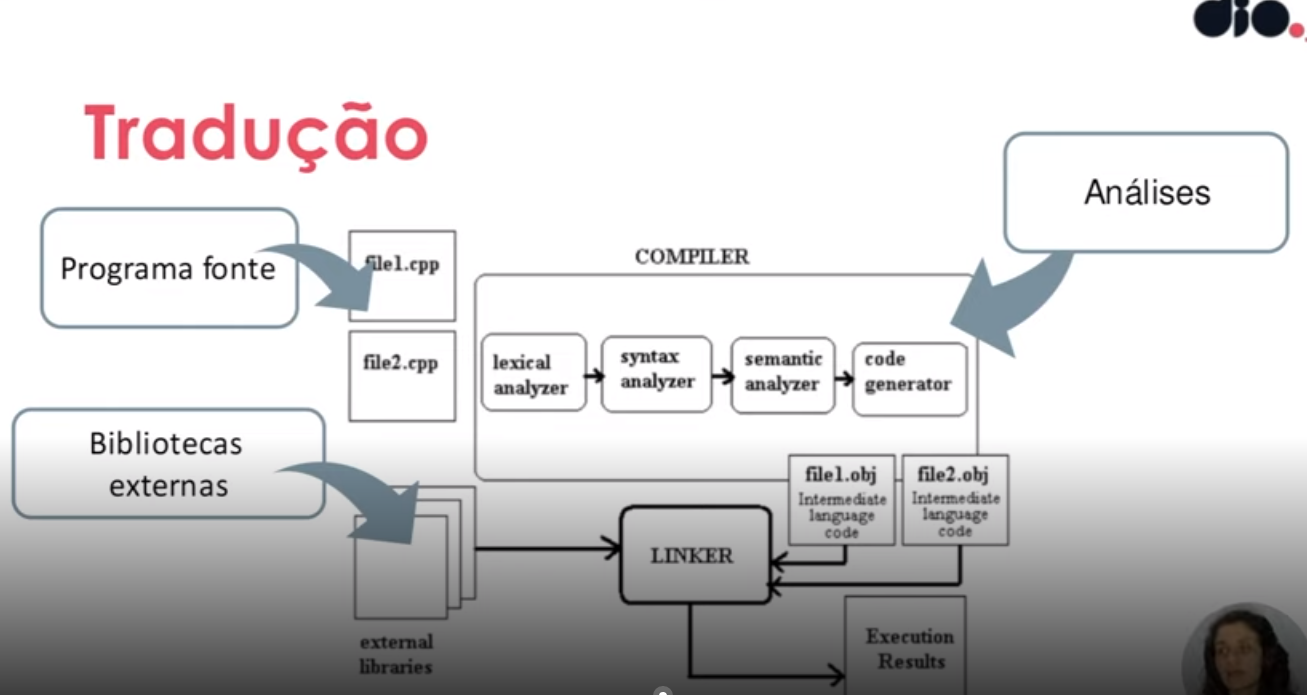 dio.
Tradução
Análises
Programa fonte
file1.cpp
COMPILER
file2.cpp
lexical
analyzer
syntax
analyzer
semantic
analyzer
code
generator
Bibliotecas
externas
file1.obj
Intermediate
language
code
file2.obj
Intermediate
language
code
LINKER
external
libraries
Execution
Results